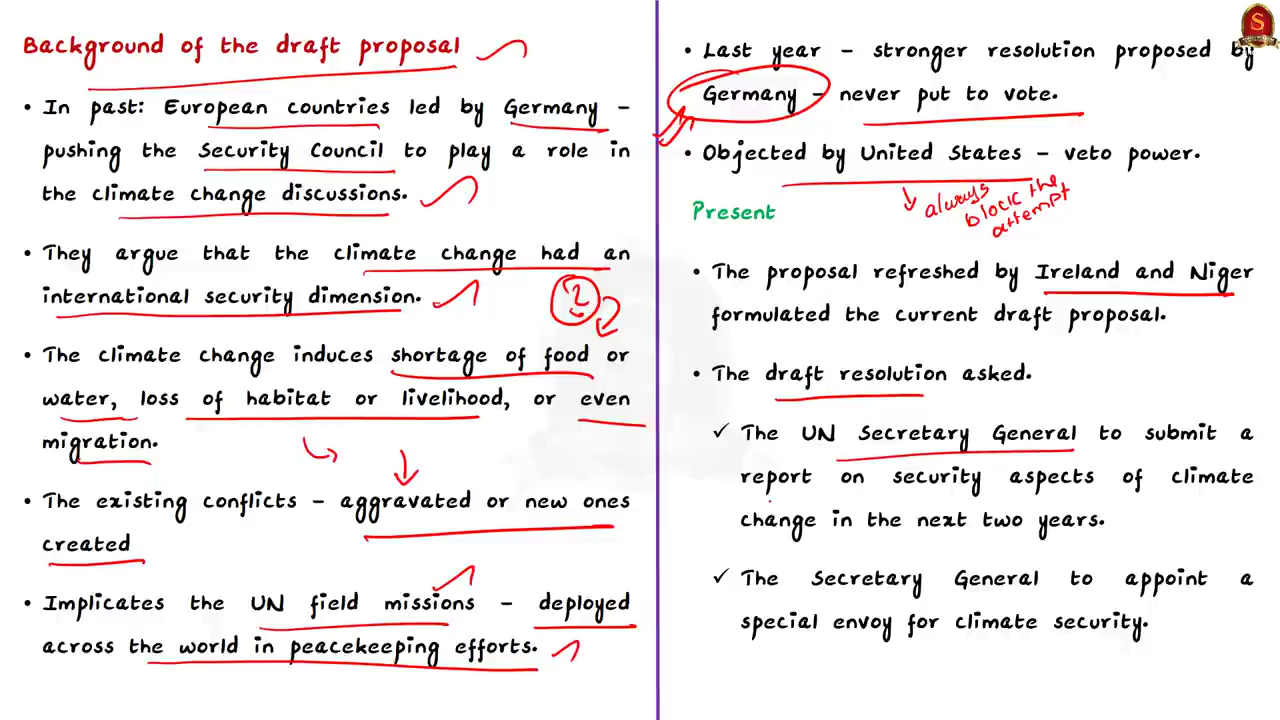 Background of the draft proposal
• In past: European countries led by Germany –
pushing the Security Council to play a role in
the climate change discussions.
• They argue that the climate change had an
international security dimension.
2
• The climate change induces shortage of food or
water, loss of habitat or livelihood, or even
migration.
• The existing conflicts – aggravated or new ones
created
• Implicates the UN field missions – deployed
across the world in peacekeeping efforts.
S
• Last year – stronger resolution proposed by
Germany – never put to vote.
• Objected by United States – veto power.
always
block the
attempt
Present
• The proposal refreshed by Ireland and Niger
formulated the current draft proposal.
• The draft resolution asked.
✓ The UN Secretary General to submit a
report on security aspects of climate
change in the next two years.
✓ The Secretary General to appoint a
special envoy for climate security.